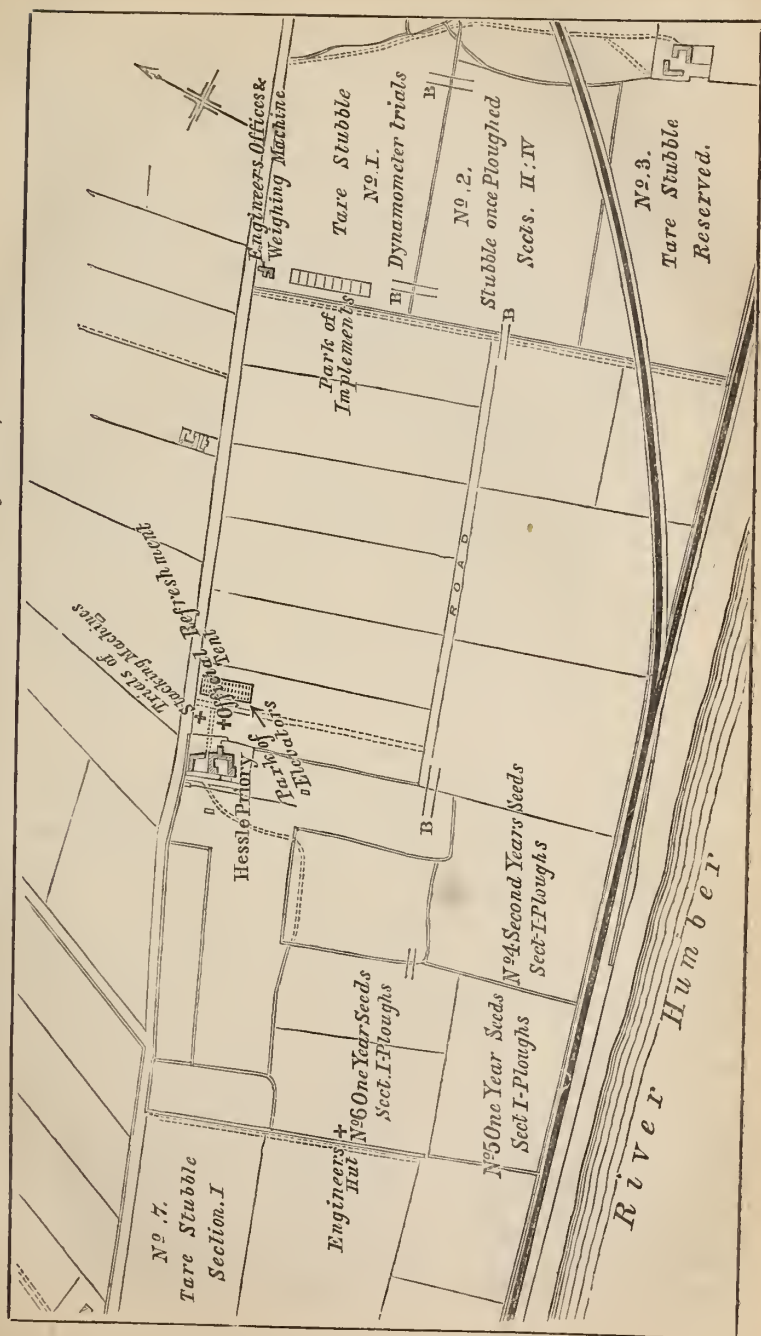 Engineers Offices &
Weighing Machine
Tare Stubble
No. 1.
Dynamometer trials
B
B
No. 2.
Stubble once Ploughed
Sects. II : IV
B
No. 3.
Tare Stubble
Reserved.
Park of
Implements
ROAD
Refreshment
Trials of
Stacking Machines
Official Tent
Park of
Elevators
Hessle Priory
B
No 4 Second Years Seeds
Sect-I-Ploughs
No 5 One Year Seeds
Sect I-Ploughs
No 6 One Year Seeds
Sect. I-Ploughs
Engineers
Hut
No. 7.
Tare Stubble
Section. I
River Humber